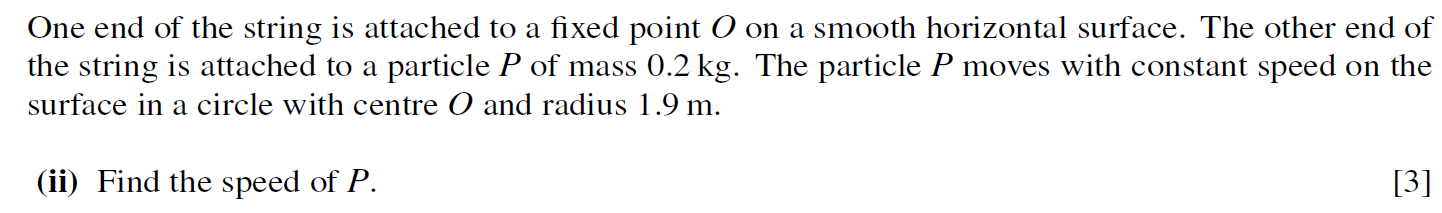 One end of the string is attached to a fixed point O on a smooth horizontal surface. The other end of
the string is attached to a particle P of mass 0.2 kg. The particle P moves with constant speed on the
surface in a circle with centre O and radius 1.9 m.
(ii) Find the speed of P. [3]